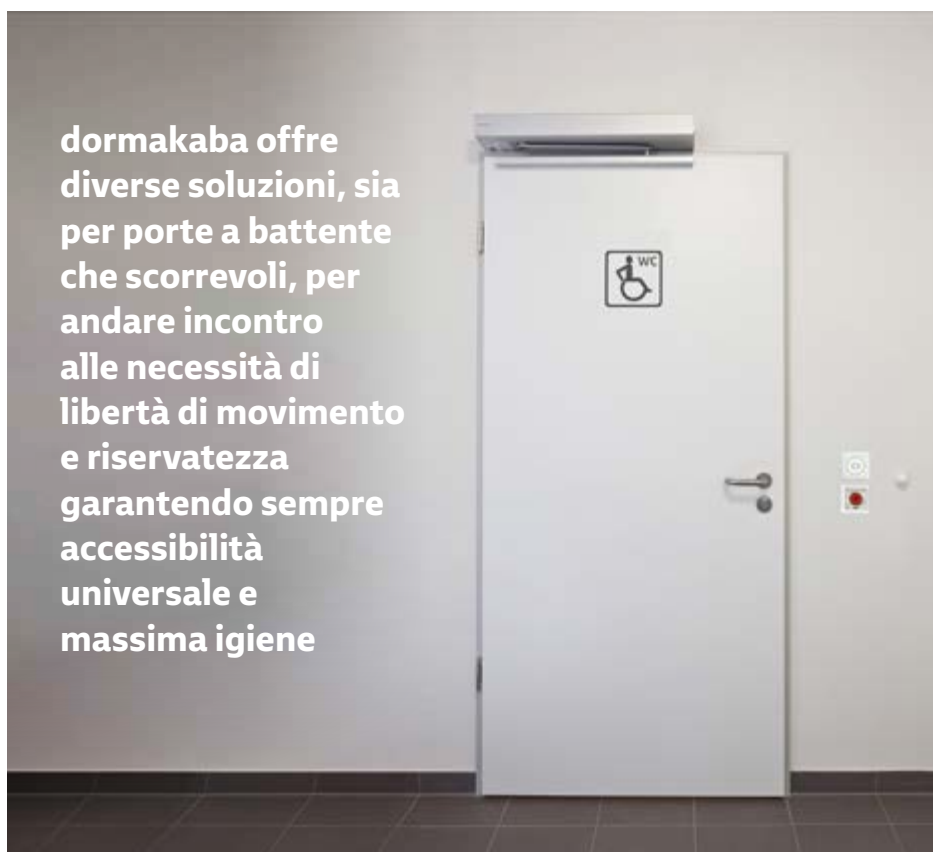 dormakaba offre
diverse soluzioni, sia
per porte a battente
che scorrevoli, per
andare incontro
alle necessità di
libertà di movimento
e riservatezza
garantendo sempre
accessibilità
universale e
massima igiene
WC